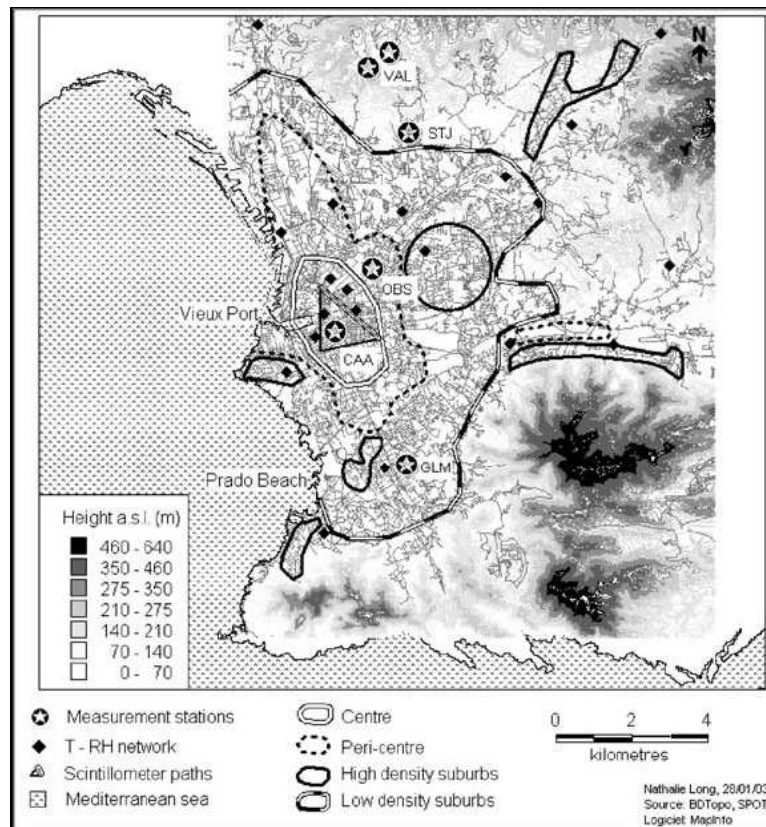 N
VAL
STJ
OBS
Vieux Port
CAA
Prado Beach
GLM
Height a.s.l. (m)
460 - 640
350 - 460
275 - 350
210 - 275
140 - 210
70 - 140
0 - 70
Measurement stations
T - RH network
Scintillometer paths
Mediterranean sea
Centre
Peri-centre
High density suburbs
Low density suburbs
0 2 4
kilometres
Nathalie Long, 28/01/03
Source: BDTopo, SPOT
Logiciel: MapInfo